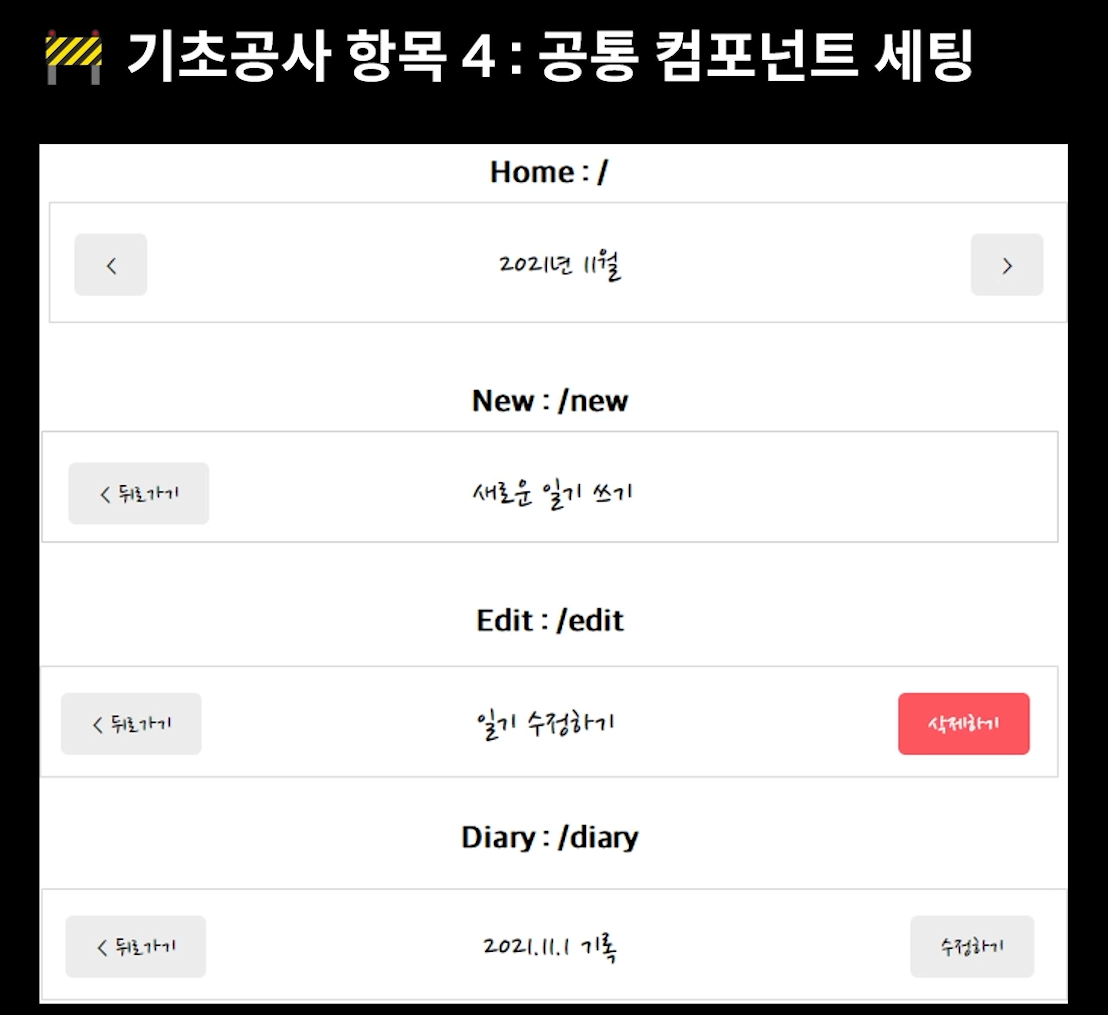 🚧 기초공사 항목 4 : 공통 컴포넌트 세팅
Home : /
< 2021년 11월 >
New : /new
< 뒤로가기 새로운 일기 쓰기
Edit : /edit
< 뒤로가기 일기 수정하기 삭제하기
Diary : /diary
< 뒤로가기 2021.11.1 기록 수정하기